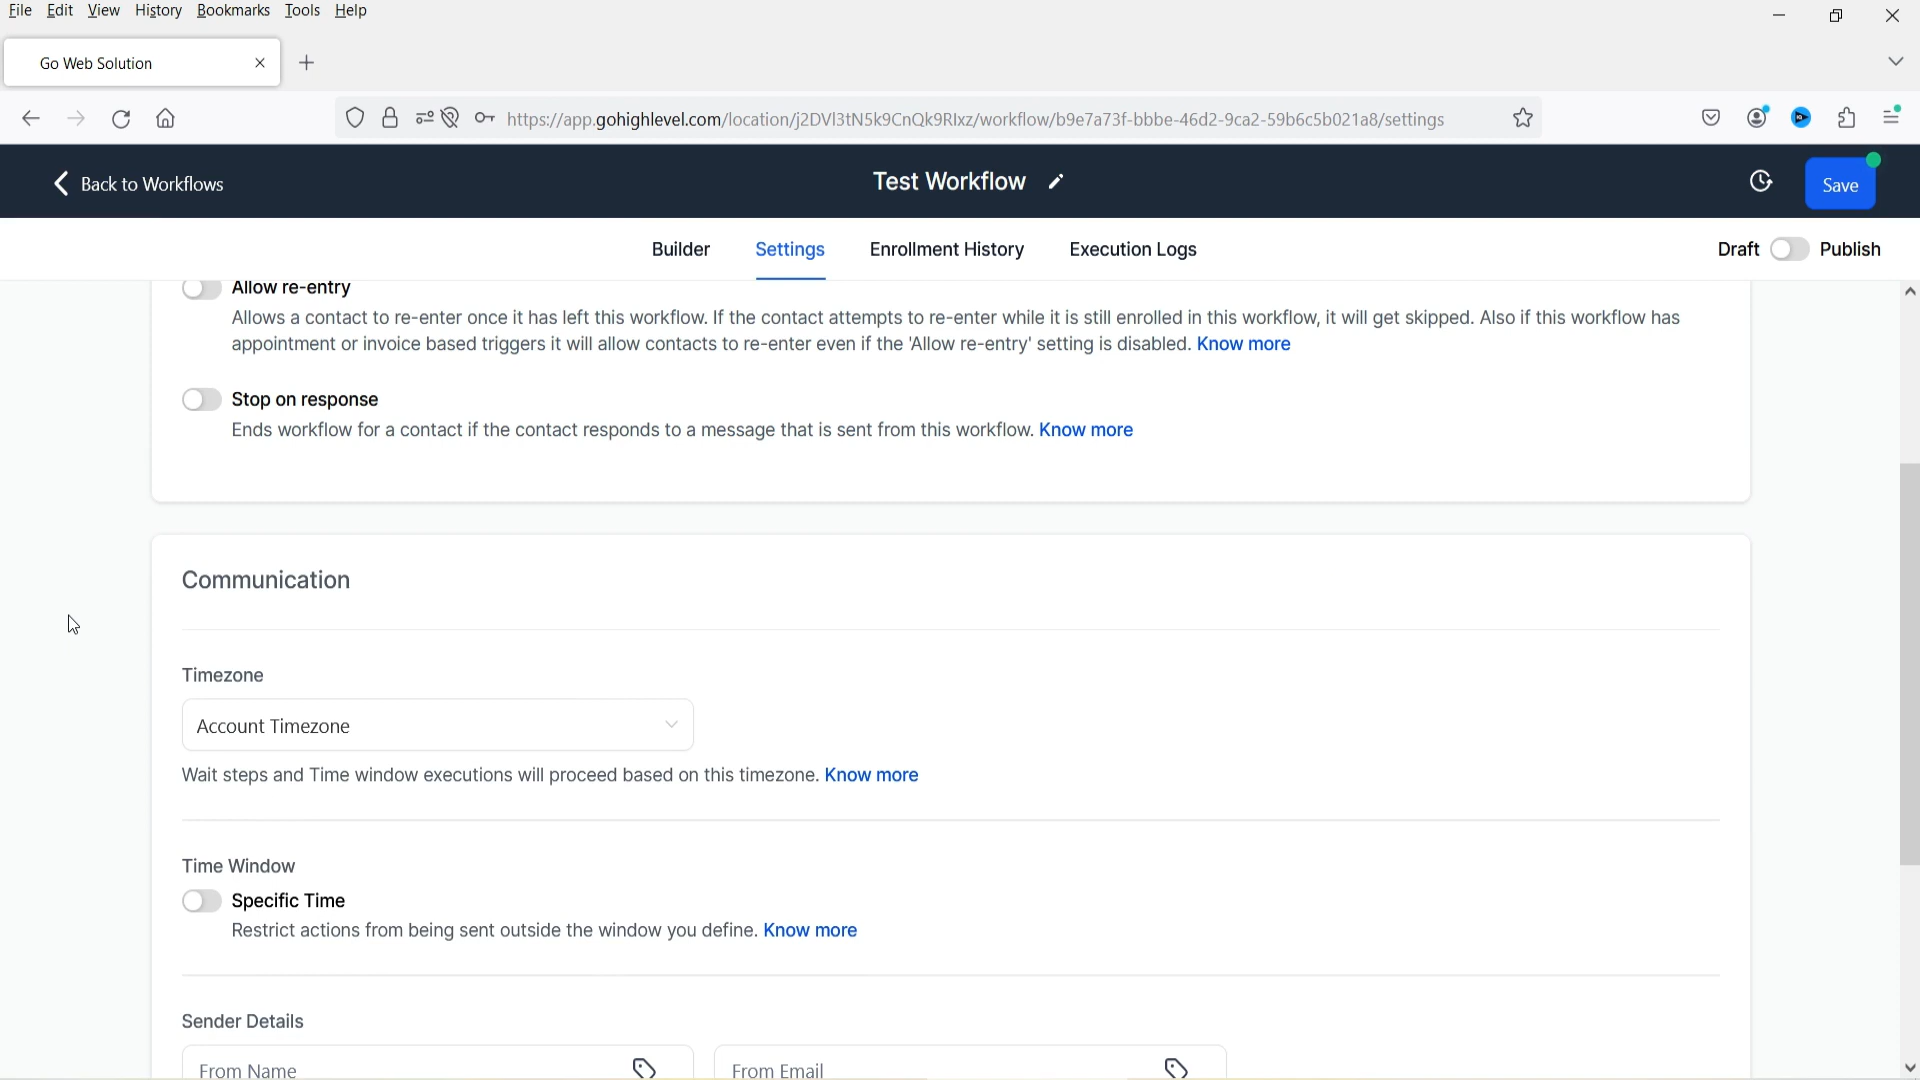 File Edit View History Bookmarks Tools Help
Go Web Solution
https://app.gohighlevel.com/location/j2DVl3tN5k9CnQk9RIxz/workflow/b9e7a73f-bbbe-46d2-9ca2-59b6c5b021a8/settings
Back to Workflows
Test Workflow
Save
Builder Settings Enrollment History Execution Logs
Draft Publish
Allow re-entry
Allows a contact to re-enter once it has left this workflow. If the contact attempts to re-enter while it is still enrolled in this workflow, it will get skipped. Also if this workflow has
appointment or invoice based triggers it will allow contacts to re-enter even if the 'Allow re-entry' setting is disabled. Know more
Stop on response
Ends workflow for a contact if the contact responds to a message that is sent from this workflow. Know more
Communication
Timezone
Account Timezone
Wait steps and Time window executions will proceed based on this timezone. Know more
Time Window
Specific Time
Restrict actions from being sent outside the window you define. Know more
Sender Details
From Name From Email